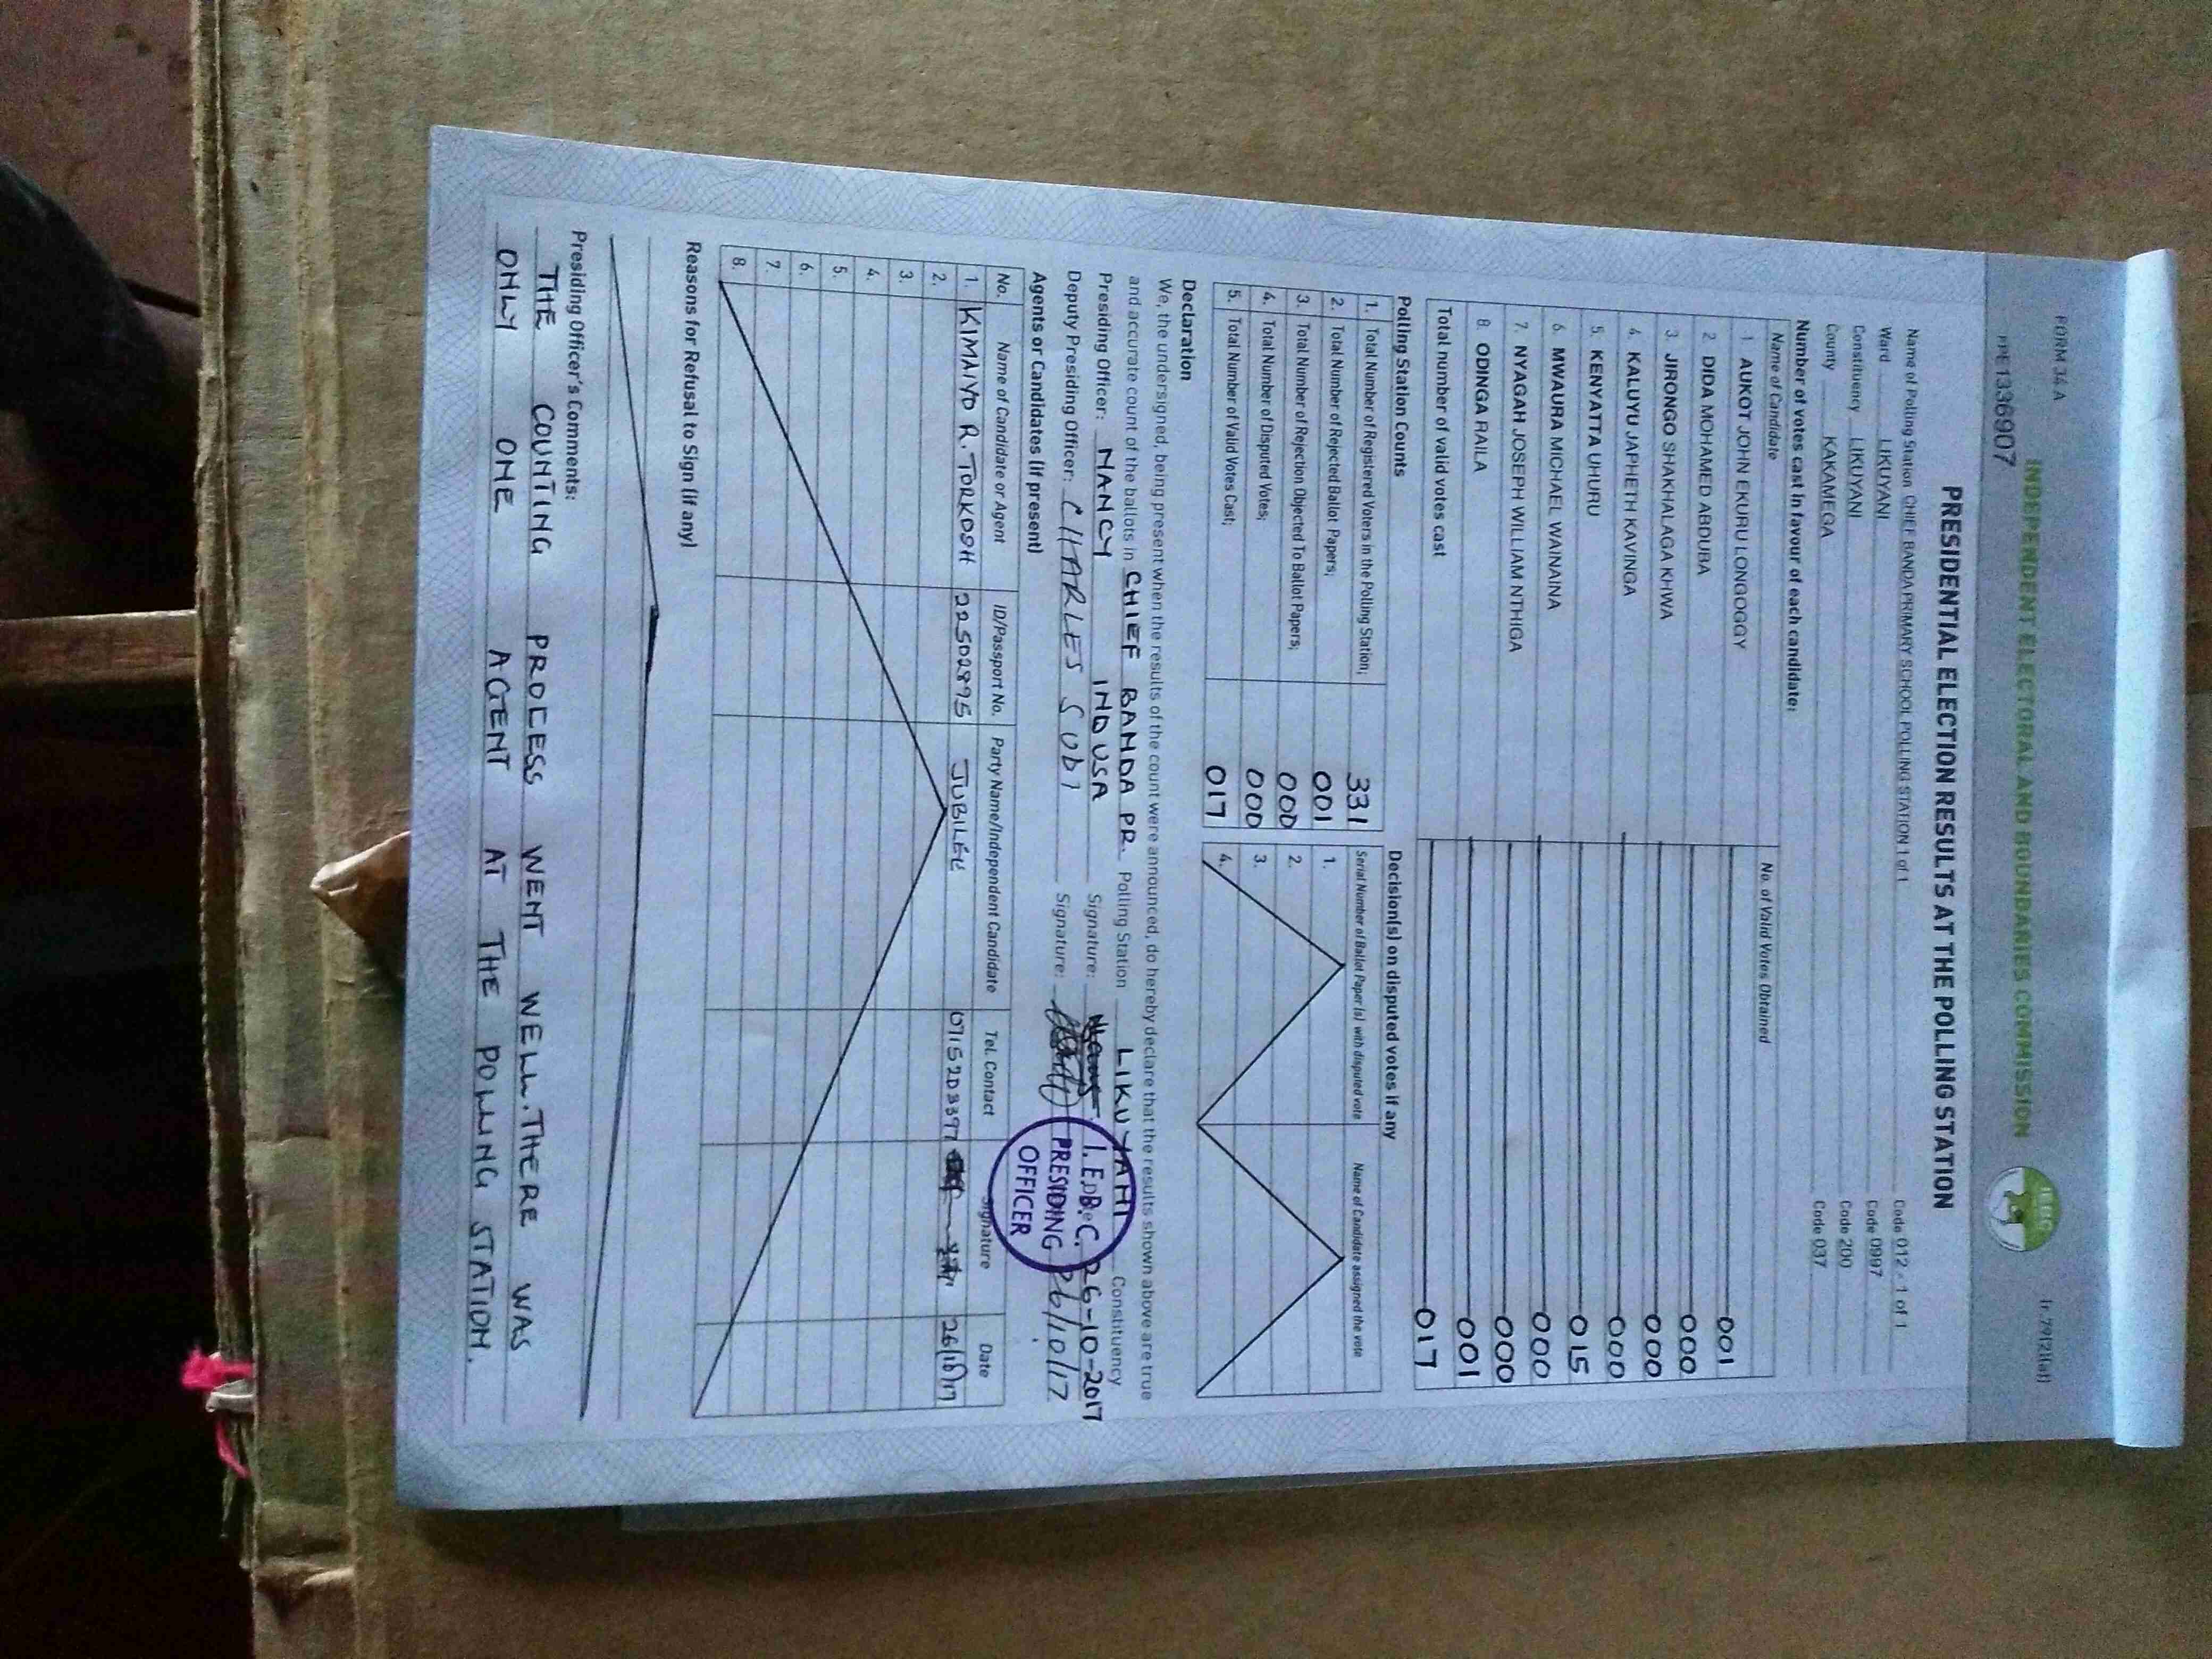 FORM 34 A
(r.79(2)(a))
PPE1336907
INDEPENDENT ELECTORAL AND BOUNDARIES COMMISSION
IEBC
PRESIDENTIAL ELECTION RESULTS AT THE POLLING STATION
Name of Polling Station CHIEF BANDA PRIMARY SCHOOL POLLING STATION 1 of 1 Code 012 - 1 of 1
Ward LIKUYANI Code 0997
Constituency LIKUYANI Code 200
County KAKAMEGA Code 037
Number of votes cast in favour of each candidate:
Name of Candidate No. of Valid Votes Obtained
1 AUKOT JOHN EKURU LONGOGGY 001
2 DIDA MOHAMED ABDUBA 000
3. JIRONGO SHAKHALAGA KHWA 000
4. KALUYU JAPHETH KAVINGA 000
5. KENYATTA UHURU 015
6. MWAURA MICHAEL WAINAINA 000
7. NYAGAH JOSEPH WILLIAM NTHIGA 000
8. ODINGA RAILA 001
Total number of valid votes cast 017
Polling Station Counts
1. Total Number of Registered Voters in the Polling Station; 331
2. Total Number of Rejected Ballot Papers; 001
3. Total Number of Rejection Objected To Ballot Papers; 000
4. Total Number of Disputed Votes; 000
5. Total Number of Valid Votes Cast; 017
Decision(s) on disputed votes if any
Serial Number of Ballot Paper (s) with disputed vote Name of Candidate assigned the vote
1.
2.
3.
4.
Declaration
We, the undersigned, being present when the results of the count were announced, do hereby declare that the results shown above are true
and accurate count of the ballots in CHIEF BANDA PR. Polling Station LIKUYANI Constituency
Presiding Officer: NANCY INDUSA Signature: 26-10-2017
Deputy Presiding Officer: CHARLES SUBI Signature: 26/10/17
I.E.B.C.
PRESIDING
OFFICER
Agents or Candidates (if present)
No. Name of Candidate or Agent ID/Passport No. Party Name/Independent Candidate Tel. Contact Signature Date
1. KIMAIYO R. TORKOSH 22502895 JUBILEE 0715203397 26/10/17
2.
3.
4.
5.
6.
7.
8.
Reasons for Refusal to Sign (if any)
Presiding Officer's Comments:
THE COUNTING PROCESS WENT WELL. THERE WAS
ONLY ONE AGENT AT THE POLLING STATION.